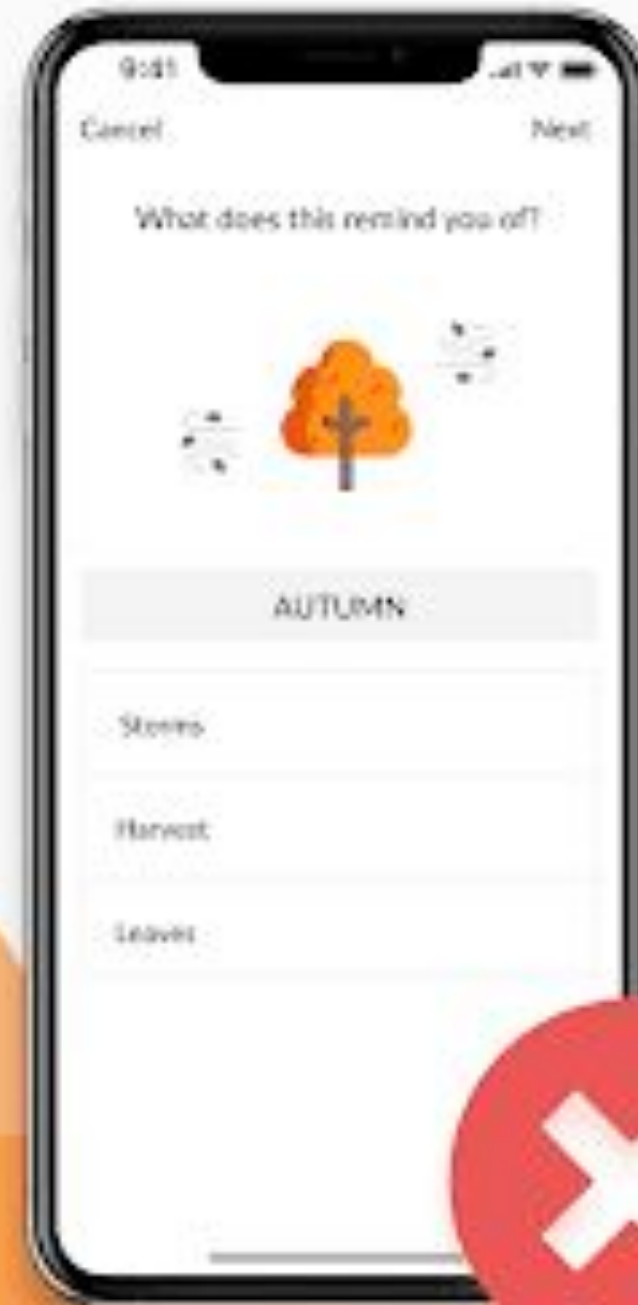 9:41
Cancel Next
What does this remind you of?
AUTUMN
Storms
Harvest
Leaves